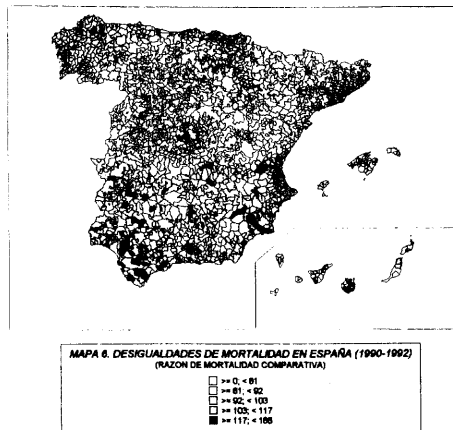 MAPA 6. DESIGUALDADES DE MORTALIDAD EN ESPAÑA (1990-1992)
(RAZON DE MORTALIDAD COMPARATIVA)
>= 0; < 81
>= 81; < 92
>= 92; < 103
>= 103; < 117
>= 117; < 166